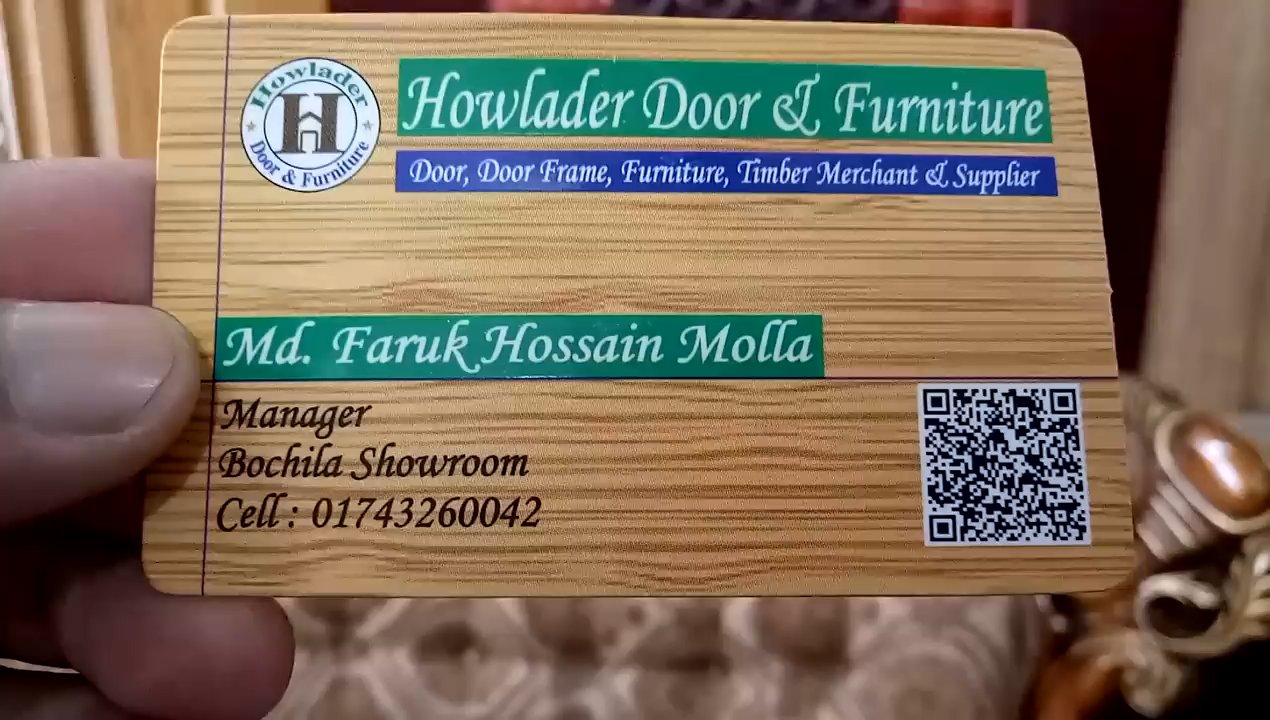 Howlader
Door & Furniture
Howlader Door & Furniture
Door, Door Frame, Furniture, Timber Merchant & Supplier
Md. Faruk Hossain Molla
Manager
Bochila Showroom
Cell : 01743260042